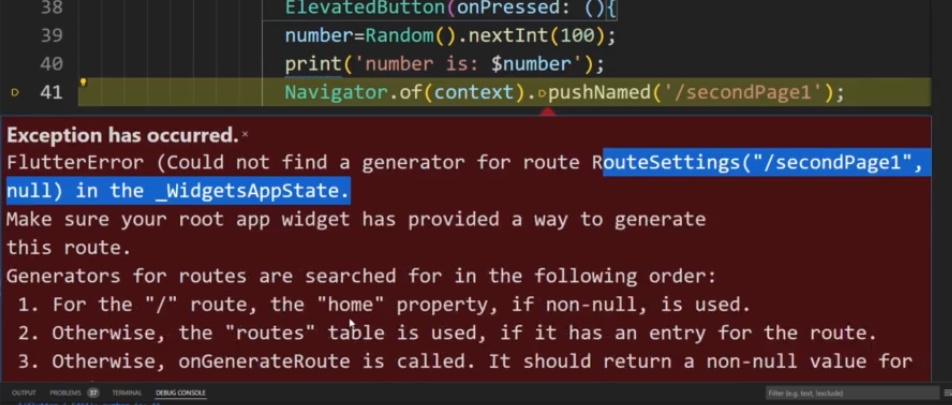 38 ElevatedButton(onPressed: (){
39 number=Random().nextInt(100);
40 print('number is: $number');
41 Navigator.of(context).pushNamed('/secondPage1');
Exception has occurred. ×
FlutterError (Could not find a generator for route RouteSettings("/secondPage1",
null) in the _WidgetsAppState.
Make sure your root app widget has provided a way to generate
this route.
Generators for routes are searched for in the following order:
1. For the "/" route, the "home" property, if non-null, is used.
2. Otherwise, the "routes" table is used, if it has an entry for the route.
3. Otherwise, onGenerateRoute is called. It should return a non-null value for
OUTPUT PROBLEMS 37 TERMINAL DEBUG CONSOLE Filter (e.g. text, !exclude)